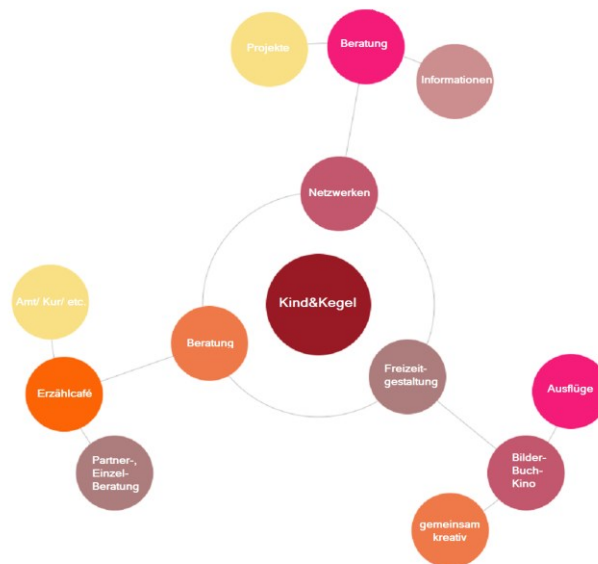 Projekte
Beratung
Informationen
Netzwerken
Kind&Kegel
Amt/ Kur/ etc.
Beratung
Erzählcafé
Partner-,
Einzel-
Beratung
Freizeit-
gestaltung
Ausflüge
Bilder-
Buch-
Kino
gemeinsam
kreativ